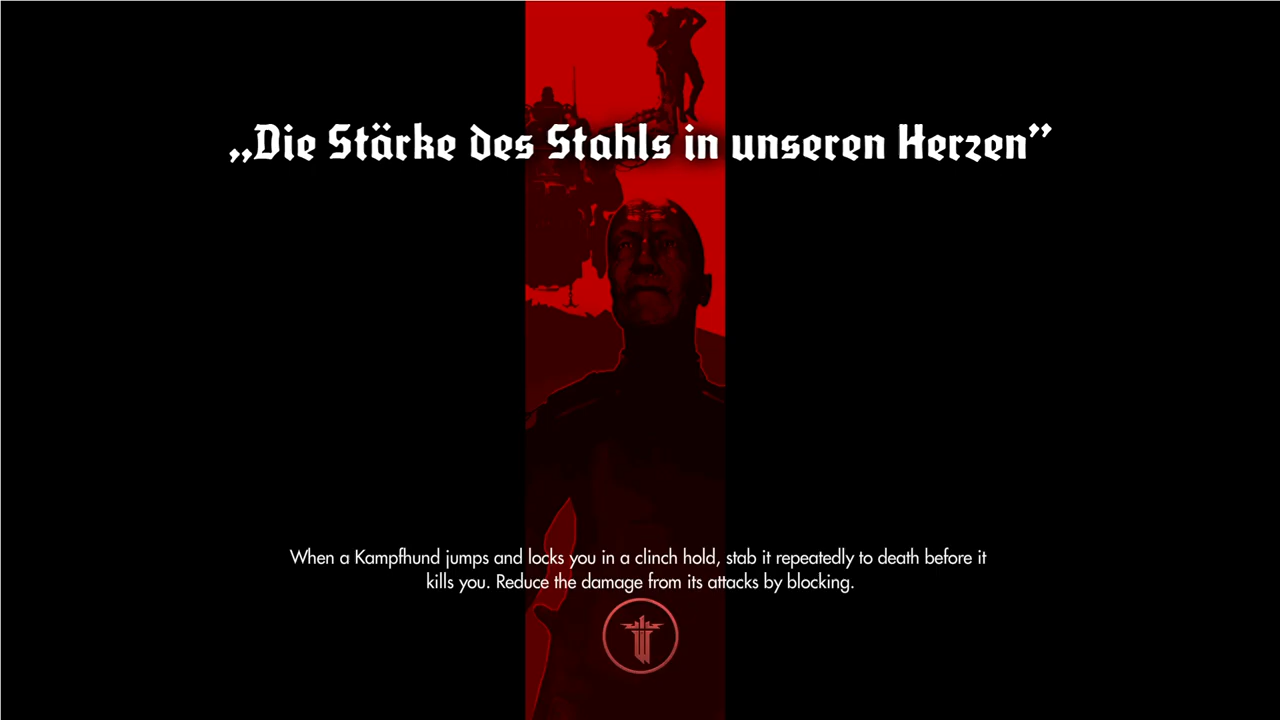 „Die Stärke des Stahls in unseren Herzen”
When a Kampfhund jumps and locks you in a clinch hold, stab it repeatedly to death before it
kills you. Reduce the damage from its attacks by blocking.